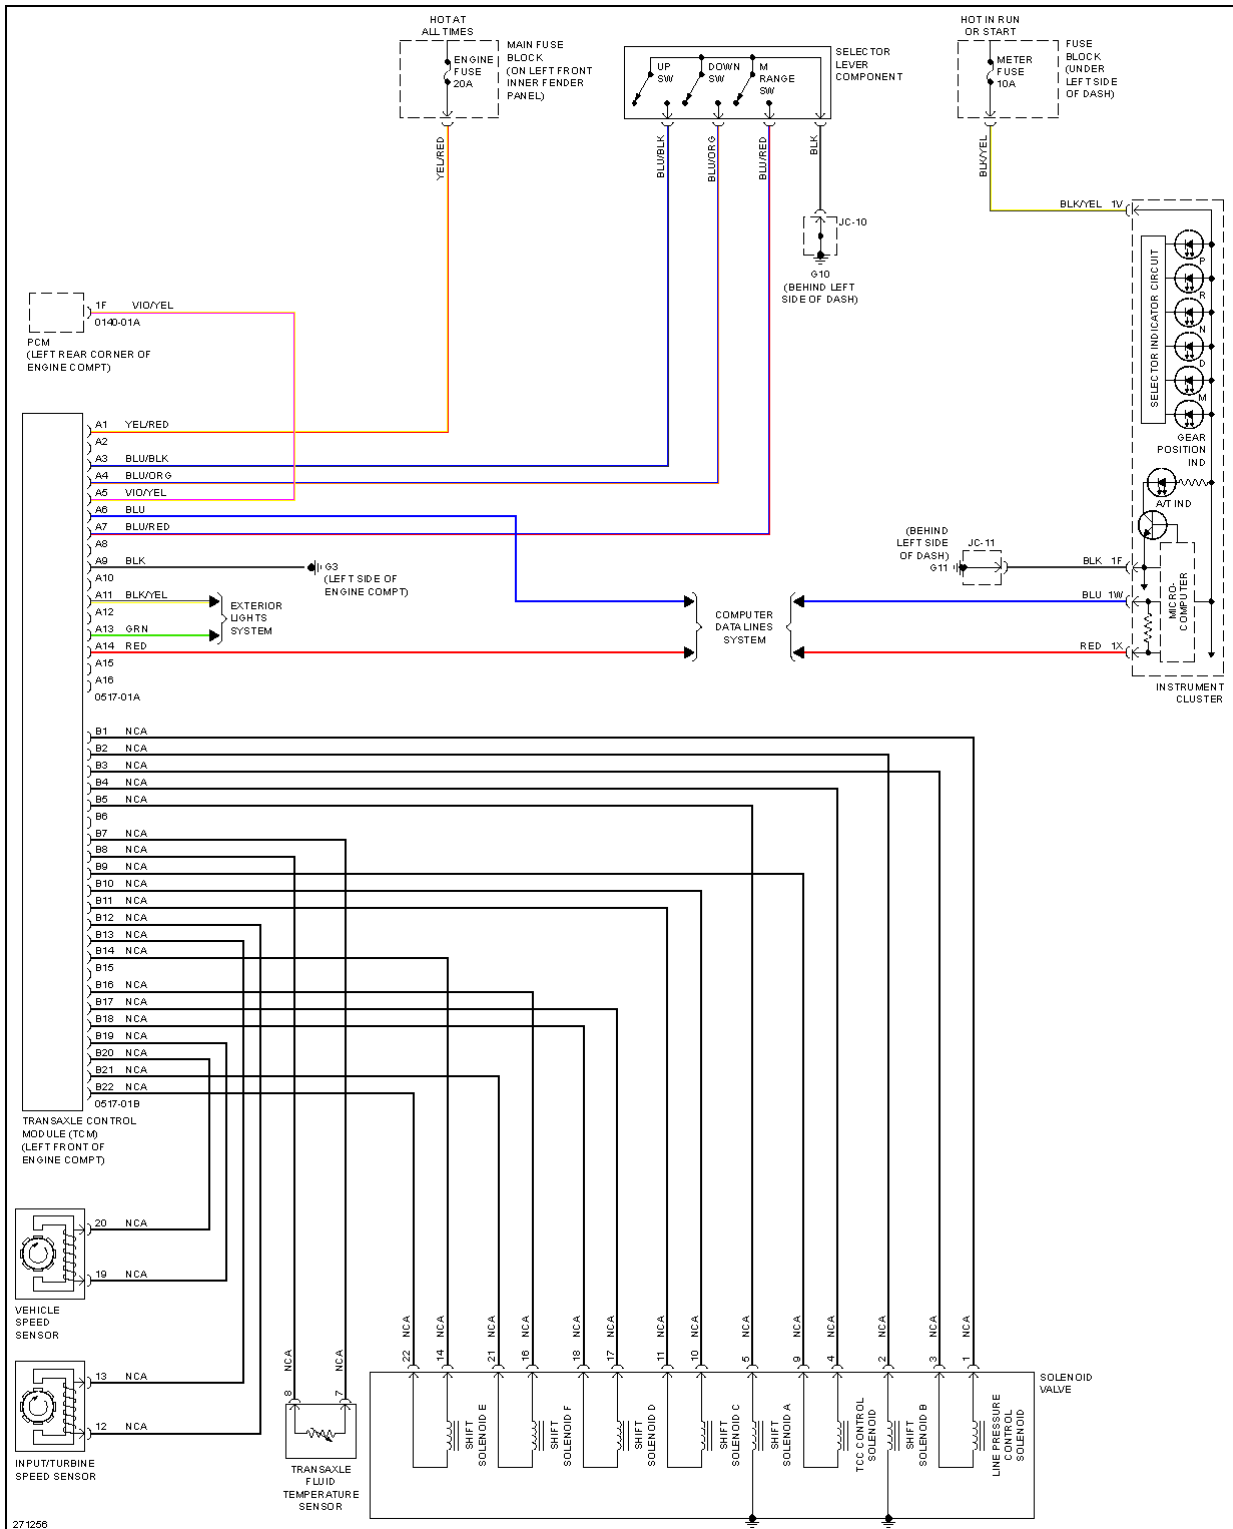 HOT AT
ALL TIMES
ENGINE
FUSE
20A
MAIN FUSE
BLOCK
(ON LEFT FRONT
INNER FENDER
PANEL)
UP
SW
DOWN
SW
M
RANGE
SW
SELECTOR
LEVER
COMPONENT
HOT IN RUN
OR START
METER
FUSE
10A
FUSE
BLOCK
(UNDER
LEFT SIDE
OF DASH)
YEL/RED
BLU/BLK
BLU/ORG
BLU/RED
BLK
BLK/YEL
JC-10
G10
(BEHIND LEFT
SIDE OF DASH)
BLK/YEL 1V
SELECTOR INDICATOR CIRCUIT
P
R
N
D
M
GEAR
POSITION
IND
A/T IND
MICRO-
COMPUTER
INSTRUMENT
CLUSTER
1F VIO/YEL
0140-01A
PCM
(LEFT REAR CORNER OF
ENGINE COMPT)
A1 YEL/RED
A2
A3 BLU/BLK
A4 BLU/ORG
A5 VIO/YEL
A6 BLU
A7 BLU/RED
A8
A9 BLK
A10
A11 BLK/YEL
A12
A13 GRN
A14 RED
A15
A16
0517-01A
G3
(LEFT SIDE OF
ENGINE COMPT)
EXTERIOR
LIGHTS
SYSTEM
COMPUTER
DATA LINES
SYSTEM
(BEHIND
LEFT SIDE
OF DASH)
G11
JC-11
BLK 1F
BLU 1W
RED 1X
B1 NCA
B2 NCA
B3 NCA
B4 NCA
B5 NCA
B6
B7 NCA
B8 NCA
B9 NCA
B10 NCA
B11 NCA
B12 NCA
B13 NCA
B14 NCA
B15
B16 NCA
B17 NCA
B18 NCA
B19 NCA
B20 NCA
B21 NCA
B22 NCA
0517-01B
TRANSAXLE CONTROL
MODULE (TCM)
(LEFT FRONT OF
ENGINE COMPT)
20 NCA
19 NCA
VEHICLE
SPEED
SENSOR
13 NCA
12 NCA
INPUT/TURBINE
SPEED SENSOR
8 NCA
7 NCA
TRANSAXLE
FLUID
TEMPERATURE
SENSOR
22 NCA
14 NCA
21 NCA
16 NCA
18 NCA
17 NCA
11 NCA
10 NCA
5 NCA
9 NCA
4 NCA
2 NCA
3 NCA
1 NCA
SOLENOID
VALVE
SHIFT
SOLENOID E
SHIFT
SOLENOID F
SHIFT
SOLENOID D
SHIFT
SOLENOID C
SHIFT
SOLENOID A
TCC CONTROL
SOLENOID
SHIFT
SOLENOID B
LINE PRESSURE
CONTROL
SOLENOID
271256